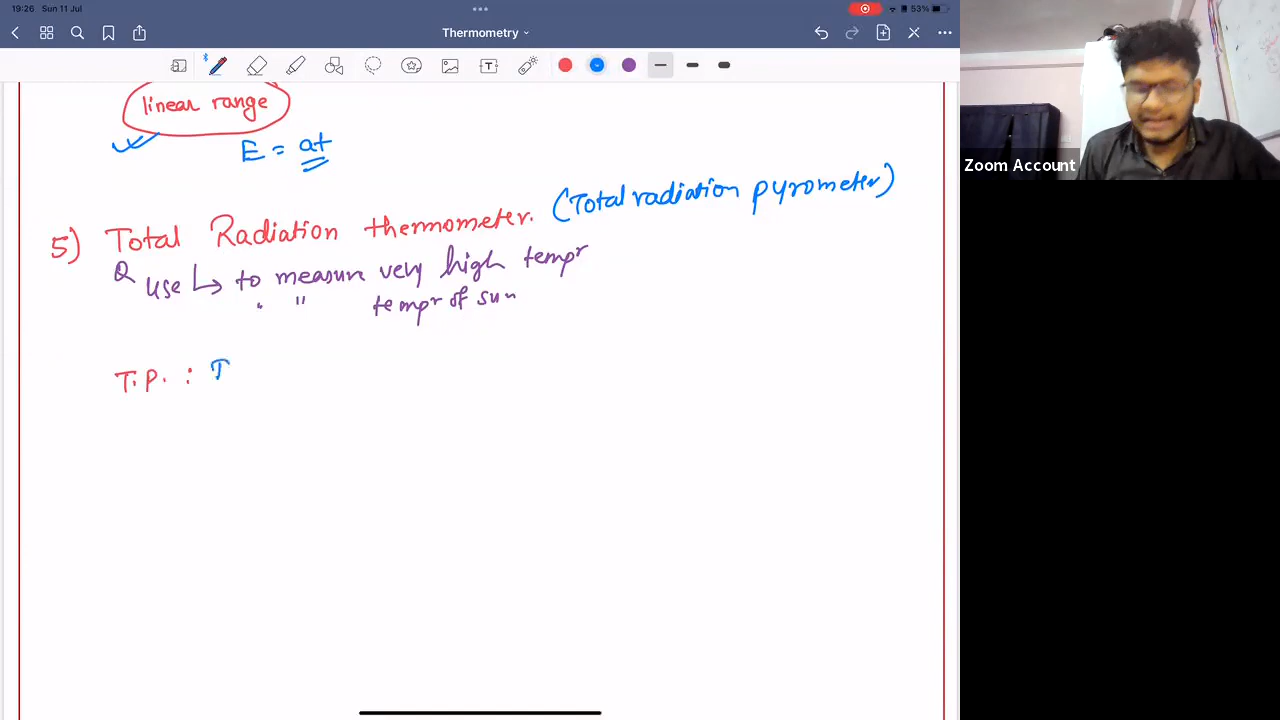 19:26 Sun 11 Jul
53%
Thermometry
linear range
E = at
5) Total Radiation thermometer. (Total radiation pyrometer)
Use ↳ to measure very high tempr
" " tempr of sun
T.P. : T
Zoom Account